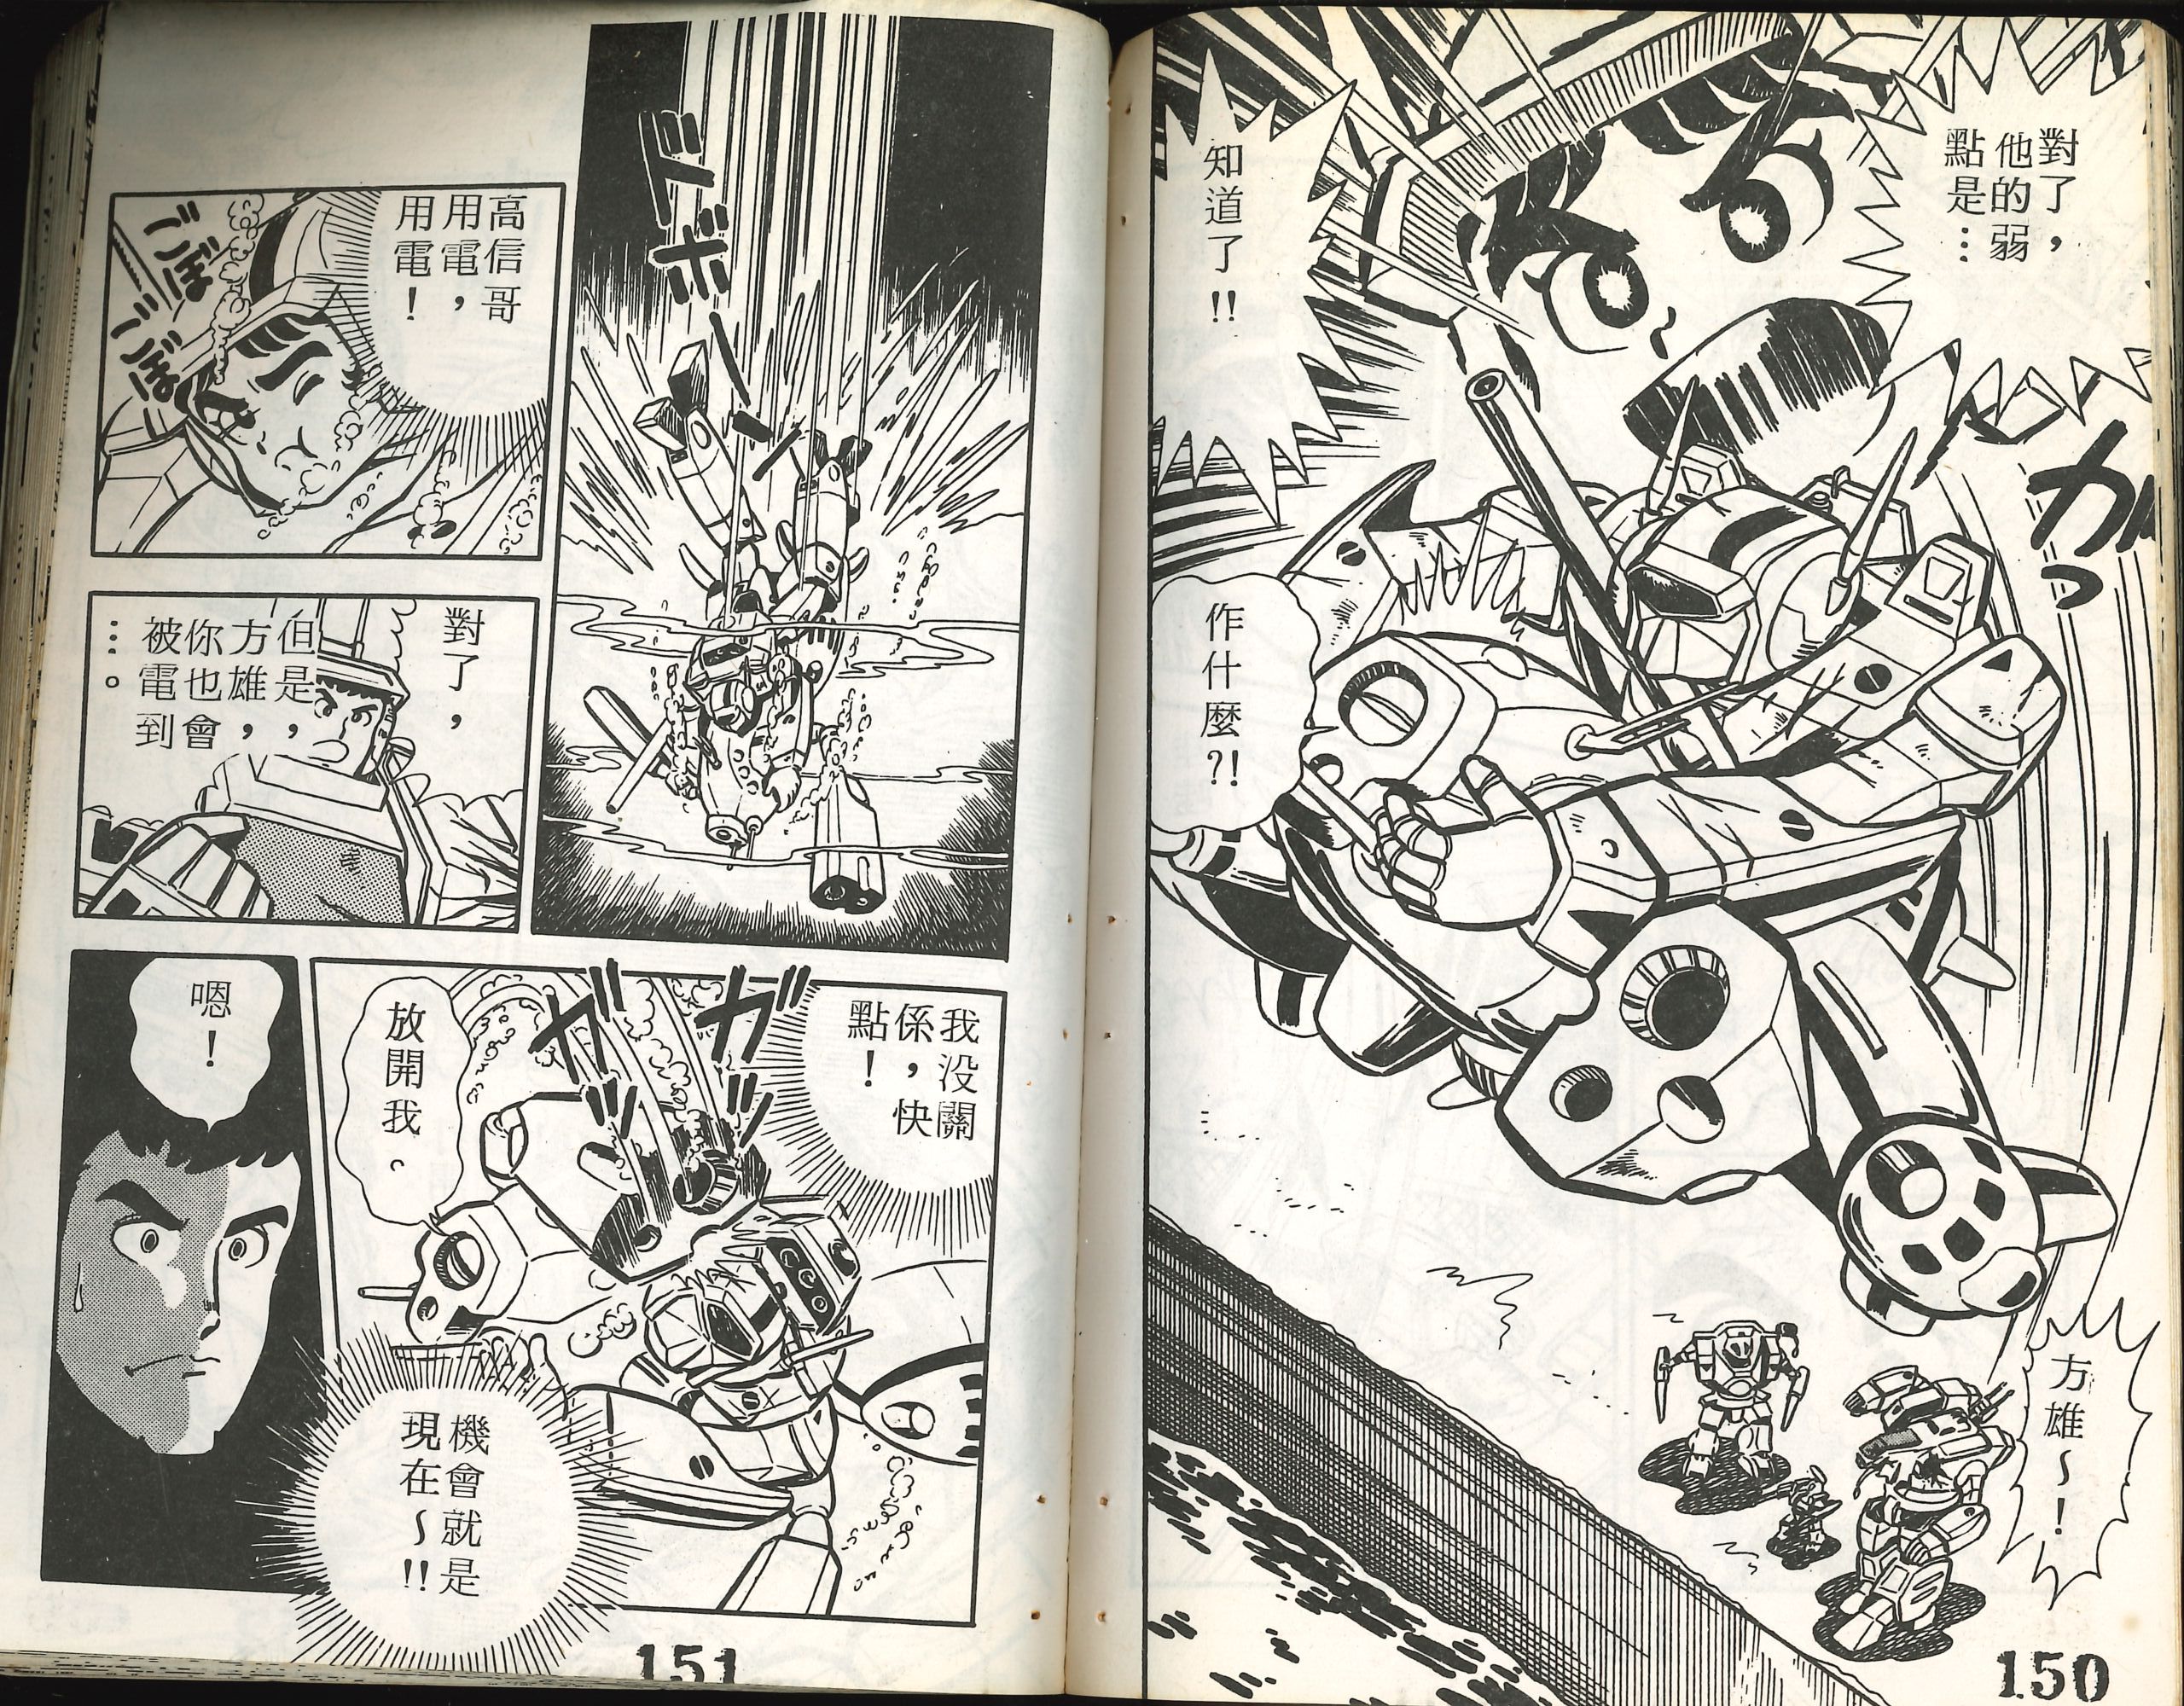 對了，
他的弱
點是…
知道了!!
ガ
っ
作什麼?!
方雄～!
150
ドボーン
高信哥
用電，
用電!
ごぼ
ごぼ
對了，
但是，
方雄，
你也會
被電到
…。
我没關
係，快
點!
ガ
ガ
放開我。
機會就是
現在～!!
嗯!
151